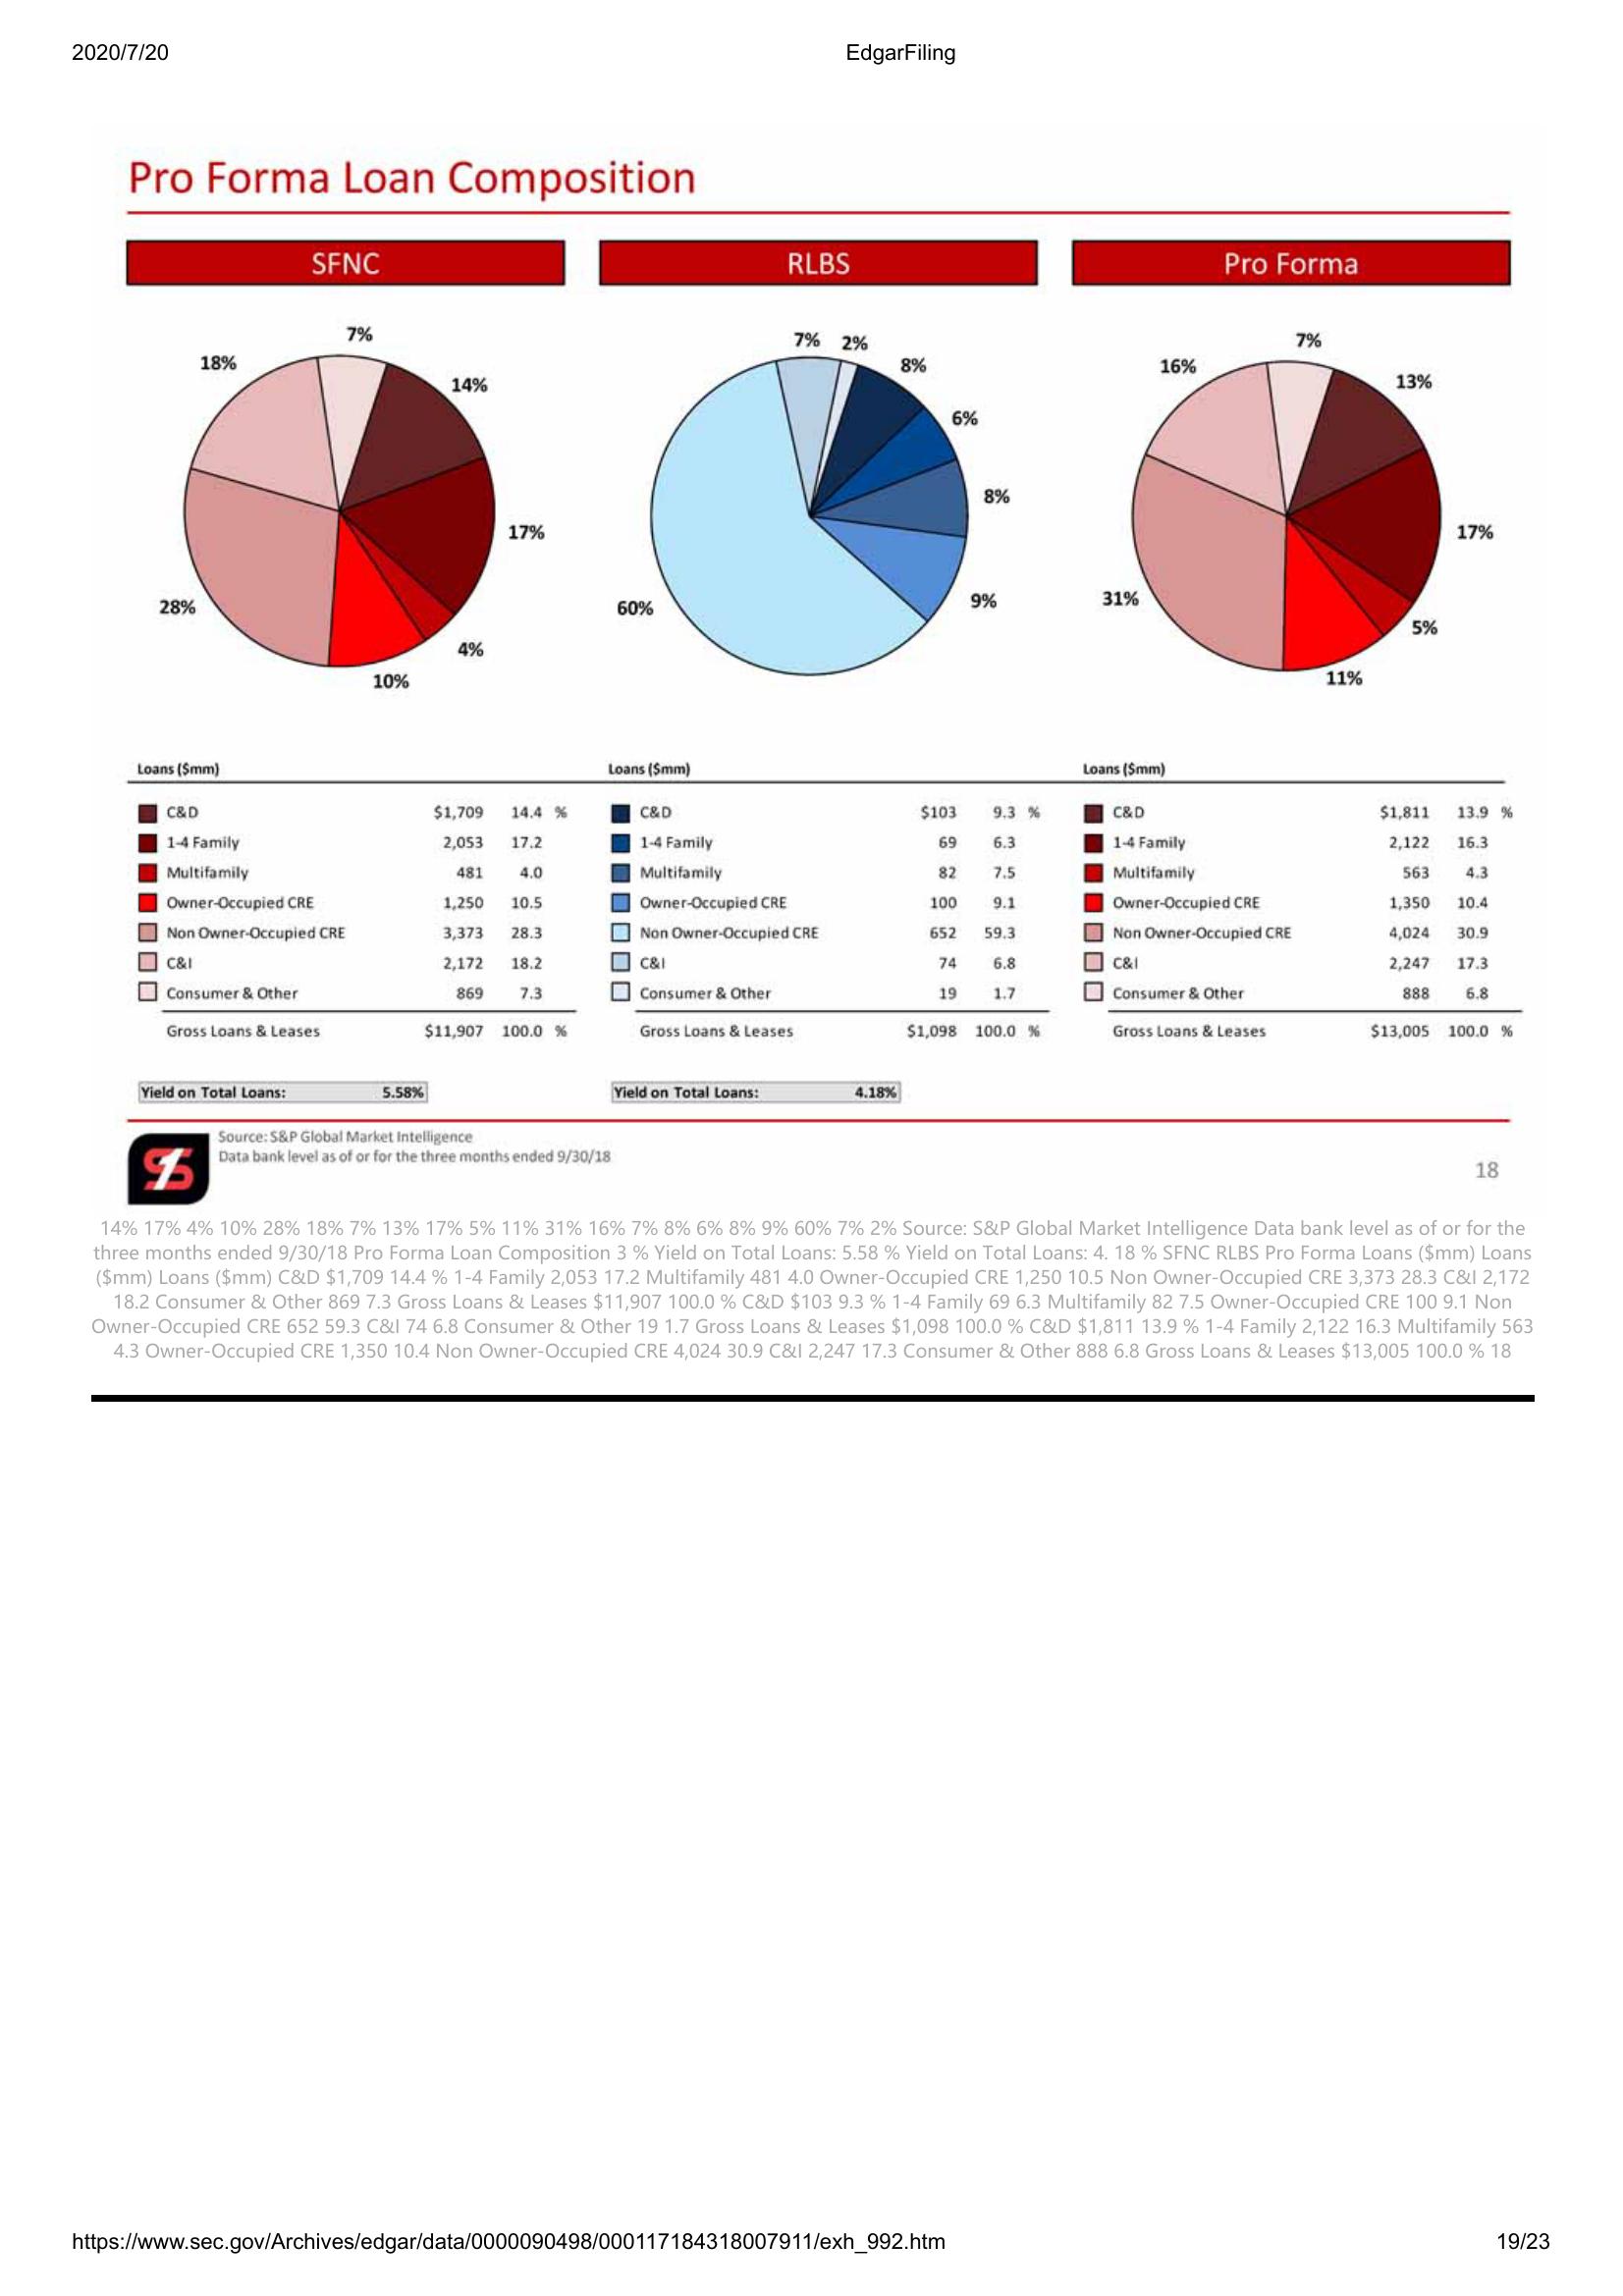 2020/7/20 EdgarFiling
Pro Forma Loan Composition
SFNC RLBS Pro Forma
7%
18%
14%
17%
28%
4%
10%
7% 2%
8%
6%
8%
60%
9%
7%
16%
13%
17%
31%
5%
11%
Loans ($mm) Loans ($mm) Loans ($mm)
C&D $1,709 14.4 % C&D $103 9.3 % C&D $1,811 13.9 %
1-4 Family 2,053 17.2 1-4 Family 69 6.3 1-4 Family 2,122 16.3
Multifamily 481 4.0 Multifamily 82 7.5 Multifamily 563 4.3
Owner-Occupied CRE 1,250 10.5 Owner-Occupied CRE 100 9.1 Owner-Occupied CRE 1,350 10.4
Non Owner-Occupied CRE 3,373 28.3 Non Owner-Occupied CRE 652 59.3 Non Owner-Occupied CRE 4,024 30.9
C&I 2,172 18.2 C&I 74 6.8 C&I 2,247 17.3
Consumer & Other 869 7.3 Consumer & Other 19 1.7 Consumer & Other 888 6.8
Gross Loans & Leases $11,907 100.0 % Gross Loans & Leases $1,098 100.0 % Gross Loans & Leases $13,005 100.0 %
Yield on Total Loans: 5.58% Yield on Total Loans: 4.18%
Source: S&P Global Market Intelligence
Data bank level as of or for the three months ended 9/30/18
18
14% 17% 4% 10% 28% 18% 7% 13% 17% 5% 11% 31% 16% 7% 8% 6% 8% 9% 60% 7% 2% Source: S&P Global Market Intelligence Data bank level as of or for the
three months ended 9/30/18 Pro Forma Loan Composition 3 % Yield on Total Loans: 5.58 % Yield on Total Loans: 4. 18 % SFNC RLBS Pro Forma Loans ($mm) Loans
($mm) Loans ($mm) C&D $1,709 14.4 % 1-4 Family 2,053 17.2 Multifamily 481 4.0 Owner-Occupied CRE 1,250 10.5 Non Owner-Occupied CRE 3,373 28.3 C&I 2,172
18.2 Consumer & Other 869 7.3 Gross Loans & Leases $11,907 100.0 % C&D $103 9.3 % 1-4 Family 69 6.3 Multifamily 82 7.5 Owner-Occupied CRE 100 9.1 Non
Owner-Occupied CRE 652 59.3 C&I 74 6.8 Consumer & Other 19 1.7 Gross Loans & Leases $1,098 100.0 % C&D $1,811 13.9 % 1-4 Family 2,122 16.3 Multifamily 563
4.3 Owner-Occupied CRE 1,350 10.4 Non Owner-Occupied CRE 4,024 30.9 C&I 2,247 17.3 Consumer & Other 888 6.8 Gross Loans & Leases $13,005 100.0 % 18
https://www.sec.gov/Archives/edgar/data/0000090498/000117184318007911/exh_992.htm 19/23